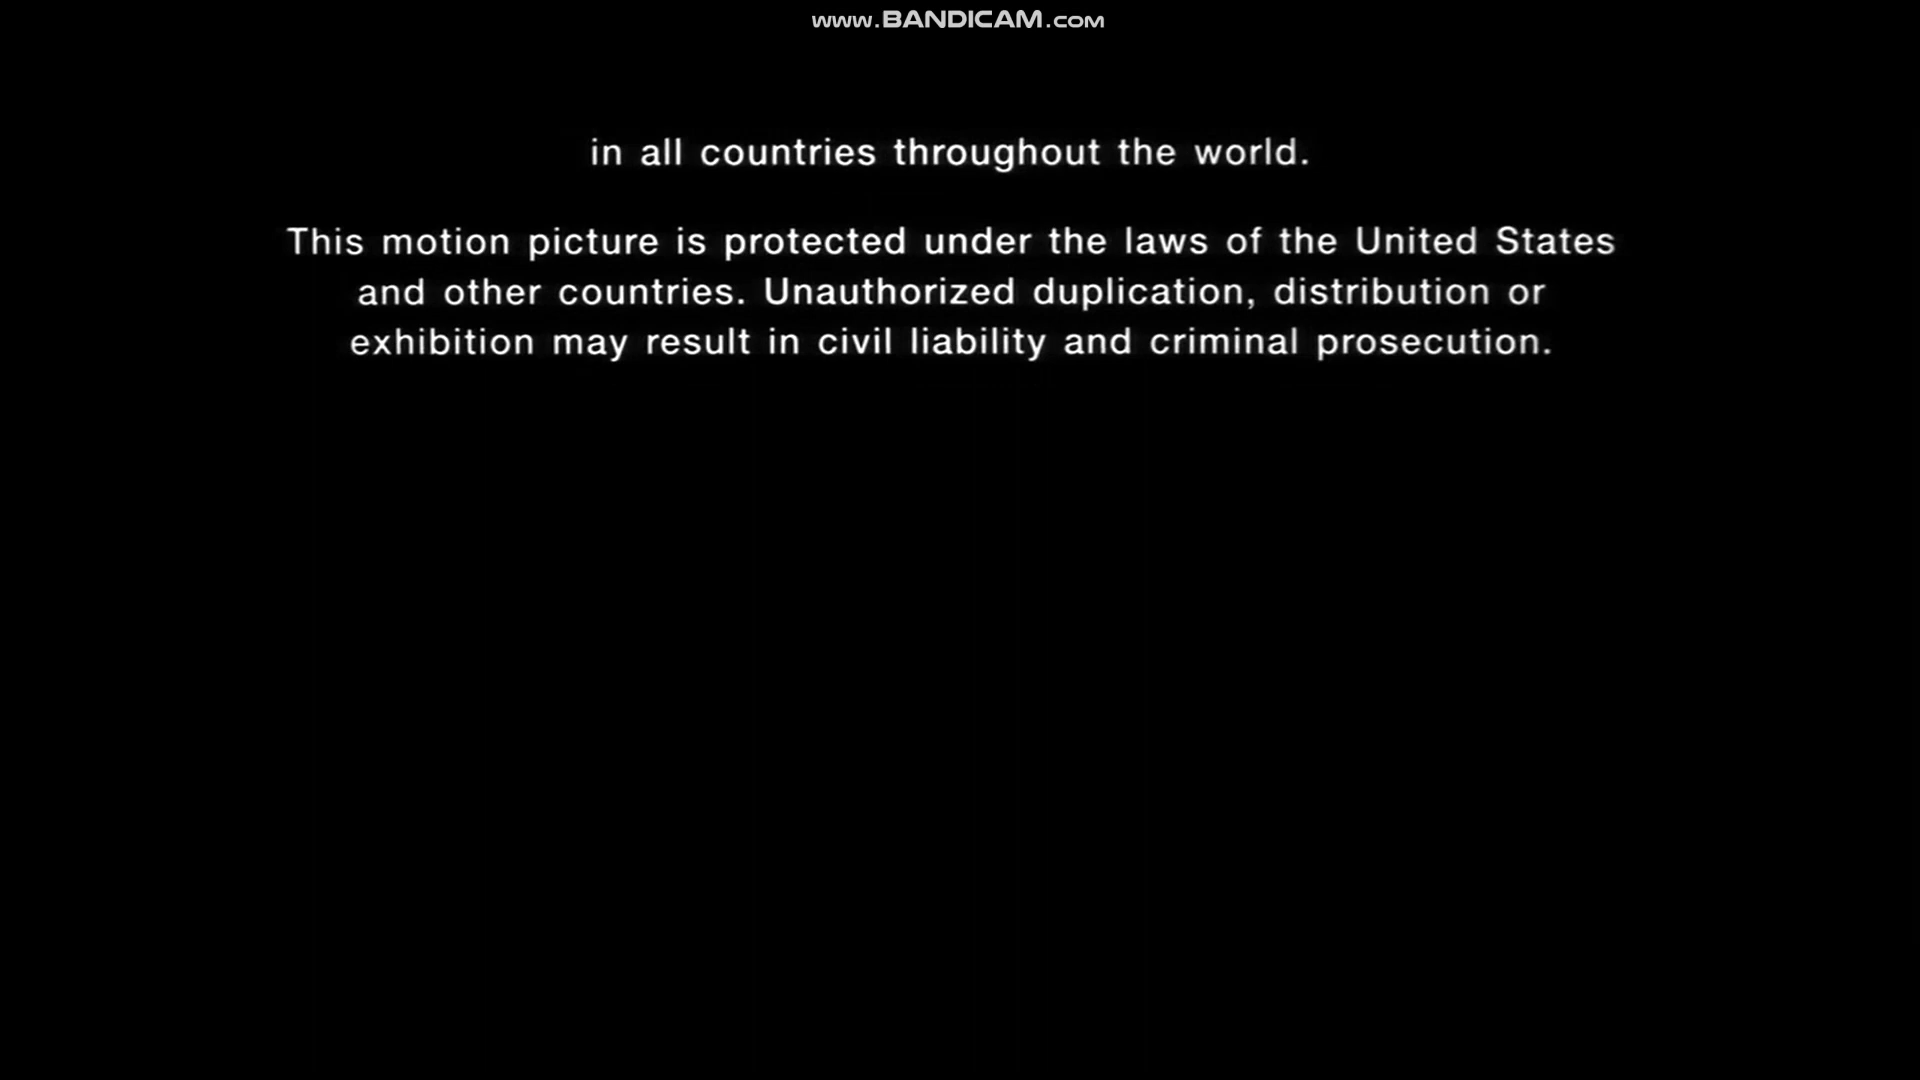 www.BANDICAM.com
in all countries throughout the world.
This motion picture is protected under the laws of the United States
and other countries. Unauthorized duplication, distribution or
exhibition may result in civil liability and criminal prosecution.